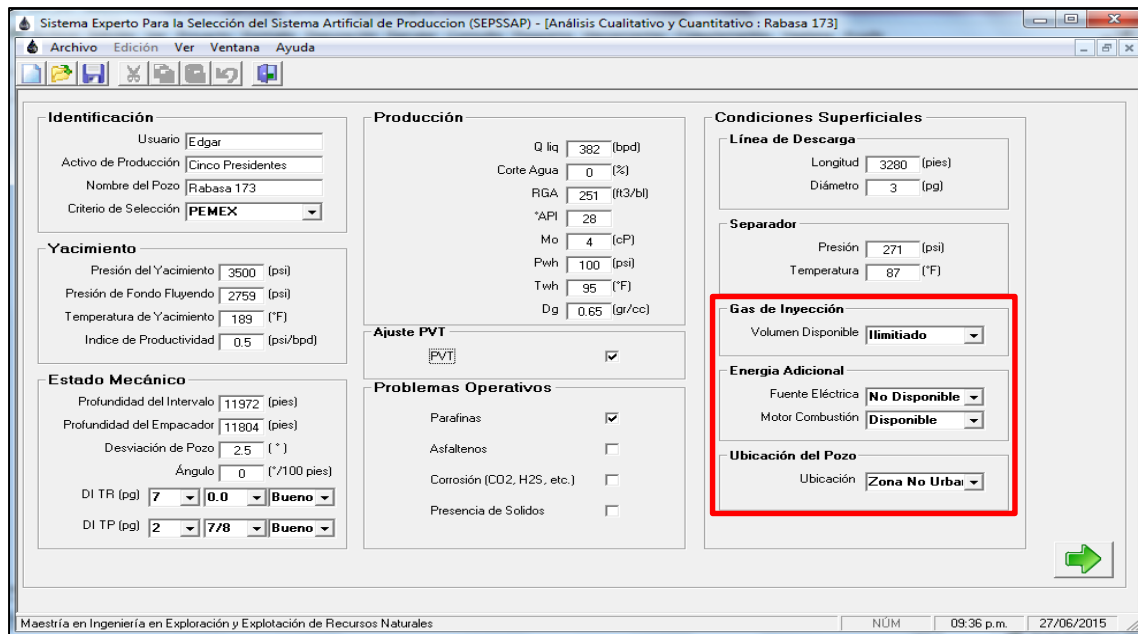 Sistema Experto Para la Selección del Sistema Artificial de Produccion (SEPSSAP) - [Análisis Cualitativo y Cuantitativo : Rabasa 173]
Archivo Edición Ver Ventana Ayuda
Identificación
Usuario Edgar
Activo de Producción Cinco Presidentes
Nombre del Pozo Rabasa 173
Criterio de Selección PEMEX
Yacimiento
Presión del Yacimiento 3500 (psi)
Presión de Fondo Fluyendo 2759 (psi)
Temperatura de Yacimiento 189 (°F)
Indice de Productividad 0.5 (psi/bpd)
Estado Mecánico
Profundidad del Intervalo 11972 (pies)
Profundidad del Empacador 11804 (pies)
Desviación de Pozo 2.5 (°)
Ángulo 0 (°/100 pies)
DI TR (pg) 7 0.0 Bueno
DI TP (pg) 2 7/8 Bueno
Producción
Q liq 382 (bpd)
Corte Agua 0 (%)
RGA 251 (ft3/bl)
°API 28
Mo 4 (cP)
Pwh 100 (psi)
Twh 95 (°F)
Dg 0.65 (gr/cc)
Ajuste PVT
PVT
Problemas Operativos
Parafinas
Asfaltenos
Corrosión (CO2, H2S, etc.)
Presencia de Solidos
Condiciones Superficiales
Línea de Descarga
Longitud 3280 (pies)
Diámetro 3 (pg)
Separador
Presión 271 (psi)
Temperatura 87 (°F)
Gas de Inyección
Volumen Disponible Ilimitiado
Energia Adicional
Fuente Eléctrica No Disponible
Motor Combustión Disponible
Ubicación del Pozo
Ubicación Zona No Urba
Maestría en Ingeniería en Exploración y Explotación de Recursos Naturales NÚM 09:36 p.m. 27/06/2015